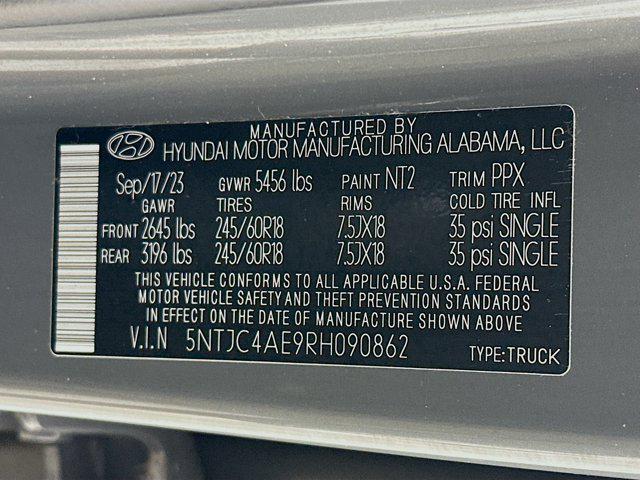 MANUFACTURED BY
HYUNDAI MOTOR MANUFACTURING ALABAMA, LLC
Sep/17/23 GVWR 5456 lbs PAINT NT2 TRIM PPX
GAWR TIRES RIMS COLD TIRE INFL
FRONT 2645 lbs 245/60R18 7.5JX18 35 psi SINGLE
REAR 3196 lbs 245/60R18 7.5JX18 35 psi SINGLE
THIS VEHICLE CONFORMS TO ALL APPLICABLE U.S.A. FEDERAL
MOTOR VEHICLE SAFETY AND THEFT PREVENTION STANDARDS
IN EFFECT ON THE DATE OF MANUFACTURE SHOWN ABOVE
V.I.N 5NTJC4AE9RH090862 TYPE:TRUCK